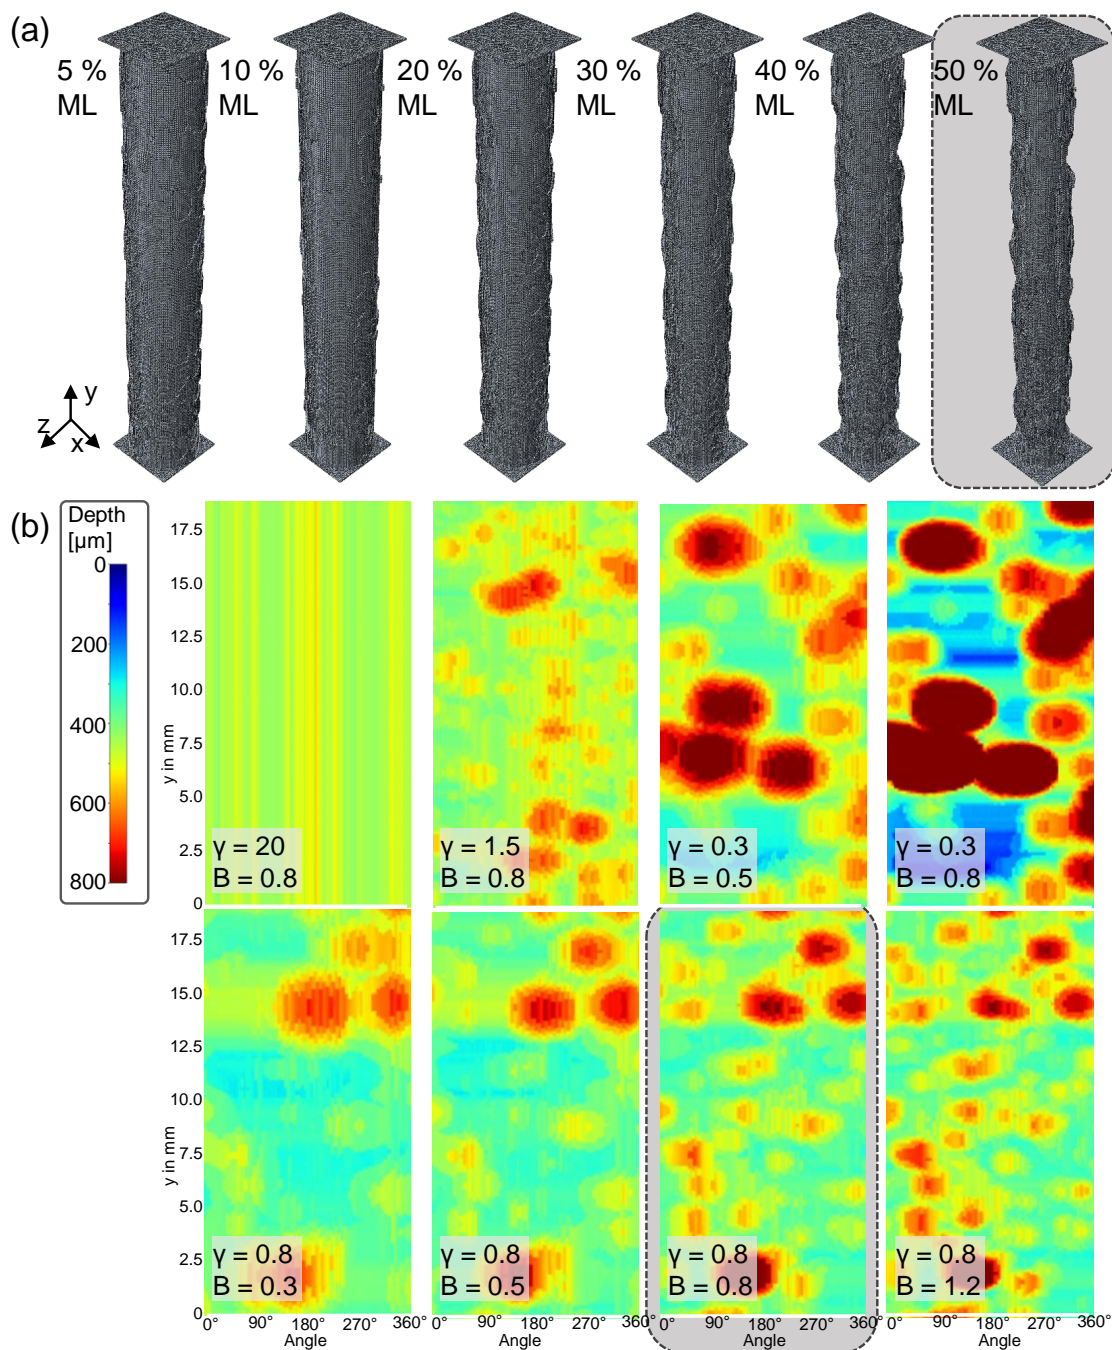 (a)
5 %
ML
10 %
ML
20 %
ML
30 %
ML
40 %
ML
50 %
ML
y
z
x
(b)
Depth
[µm]
0
200
400
600
800
17.5
15.0
12.5
10.0
7.5
5.0
2.5
0
y in mm
γ = 20
B = 0.8
γ = 1.5
B = 0.8
γ = 0.3
B = 0.5
γ = 0.3
B = 0.8
17.5
15.0
12.5
10.0
7.5
5.0
2.5
0
y in mm
γ = 0.8
B = 0.3
γ = 0.8
B = 0.5
γ = 0.8
B = 0.8
γ = 0.8
B = 1.2
0° 90° 180° 270° 360°
Angle
0° 90° 180° 270° 360°
Angle
0° 90° 180° 270° 360°
Angle
0° 90° 180° 270° 360°
Angle